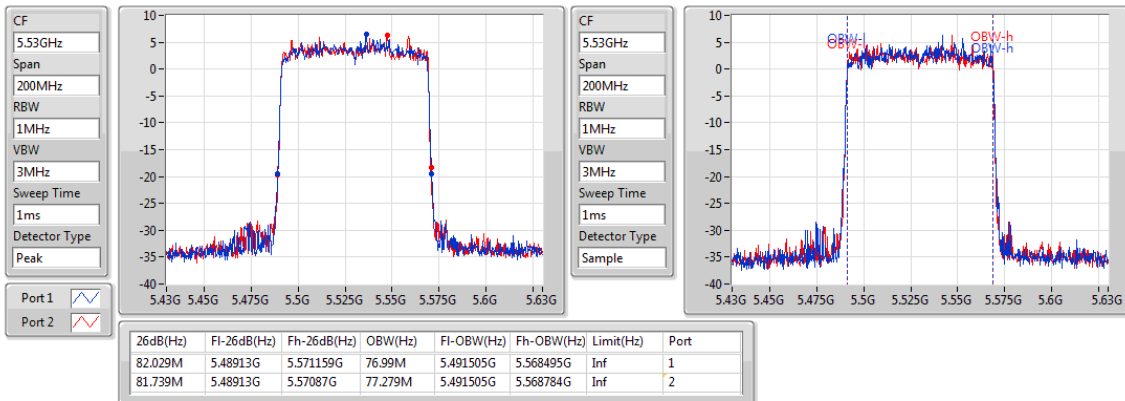 CF
5.53GHz
Span
200MHz
RBW
1MHz
VBW
3MHz
Sweep Time
1ms
Detector Type
Peak
Port 1
Port 2
10
5
0
-5
-10
-15
-20
-25
-30
-35
-40
5.43G 5.45G 5.475G 5.5G 5.525G 5.55G 5.575G 5.6G 5.63G
CF
5.53GHz
Span
200MHz
RBW
1MHz
VBW
3MHz
Sweep Time
1ms
Detector Type
Sample
10
5
0
-5
-10
-15
-20
-25
-30
-35
-40
OBW-l
OBW-l
OBW-h
OBW-h
5.43G 5.45G 5.475G 5.5G 5.525G 5.55G 5.575G 5.6G 5.63G
26dB(Hz) Fl-26dB(Hz) Fh-26dB(Hz) OBW(Hz) Fl-OBW(Hz) Fh-OBW(Hz) Limit(Hz) Port
82.029M 5.48913G 5.571159G 76.99M 5.491505G 5.568495G Inf 1
81.739M 5.48913G 5.57087G 77.279M 5.491505G 5.568784G Inf 2